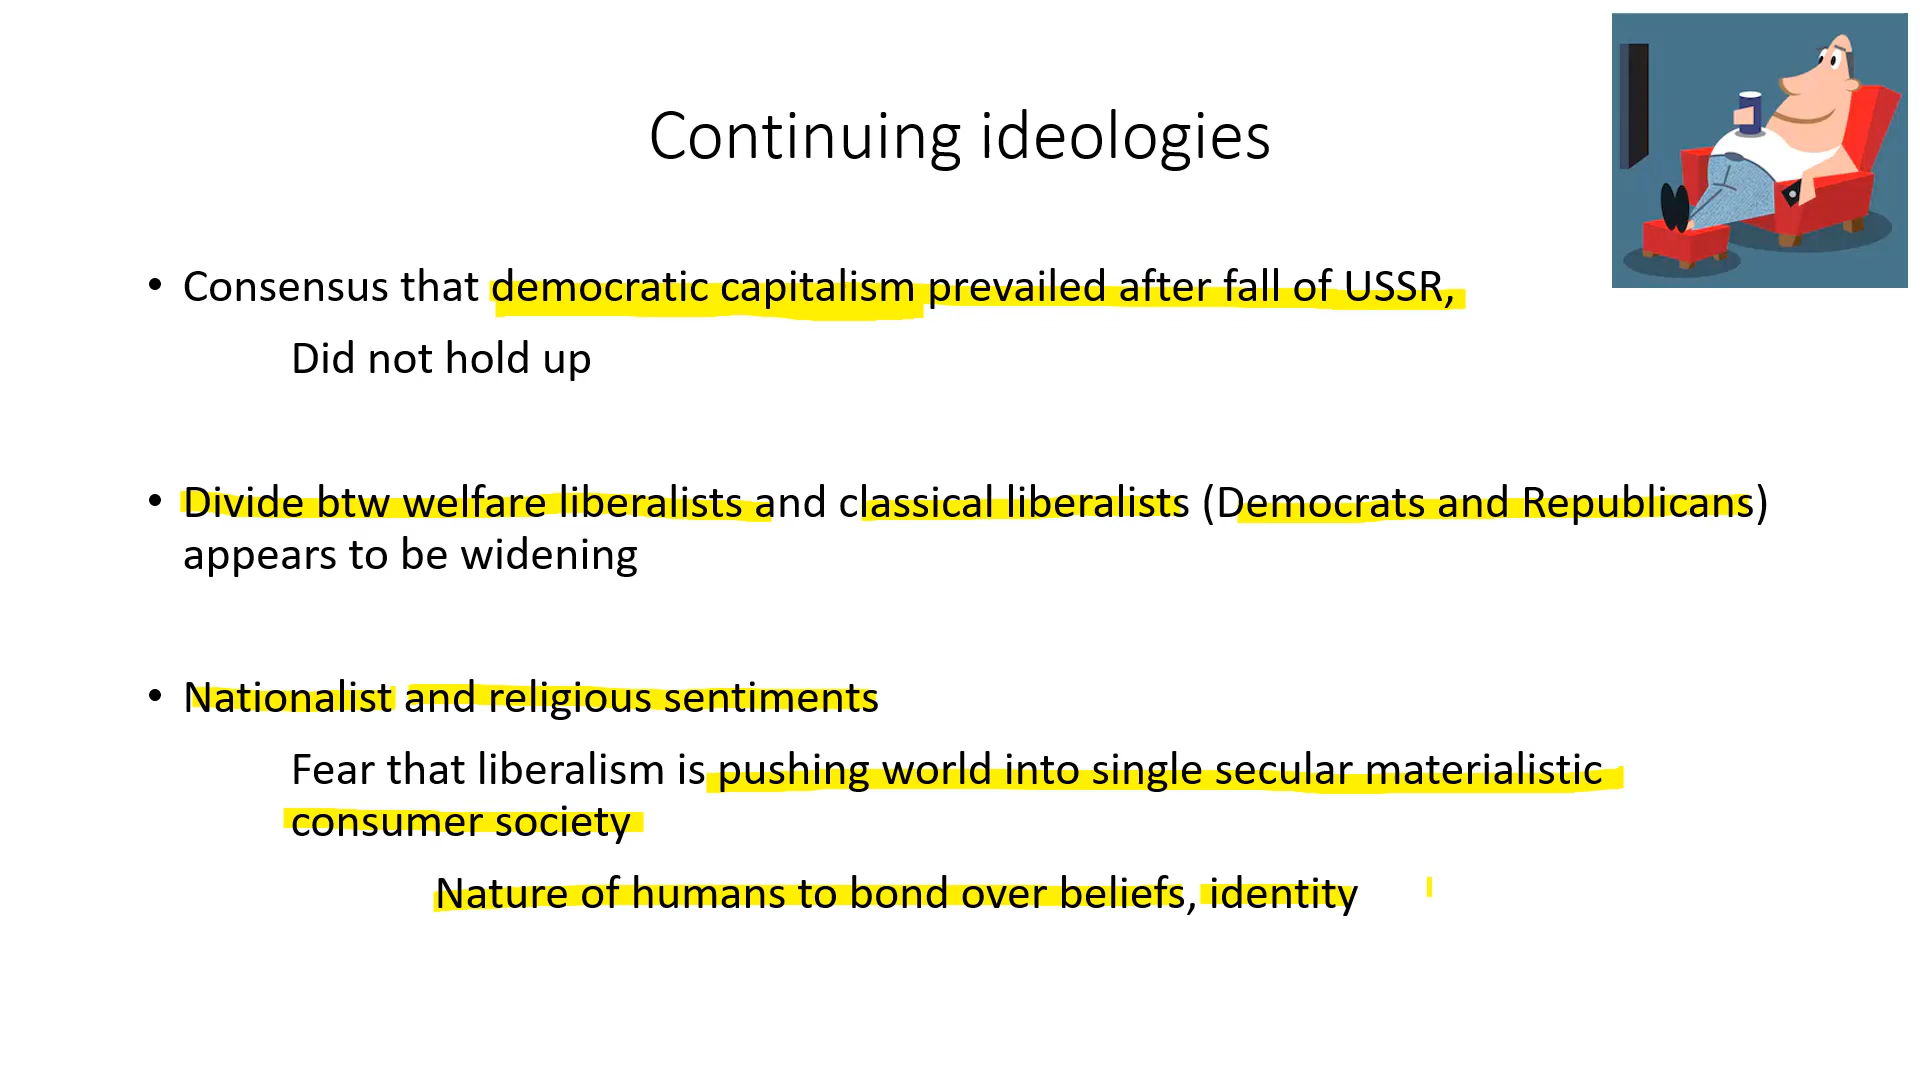 Continuing ideologies
• Consensus that democratic capitalism prevailed after fall of USSR,
Did not hold up
• Divide btw welfare liberalists and classical liberalists (Democrats and Republicans)
appears to be widening
• Nationalist and religious sentiments
Fear that liberalism is pushing world into single secular materialistic
consumer society
Nature of humans to bond over beliefs, identity